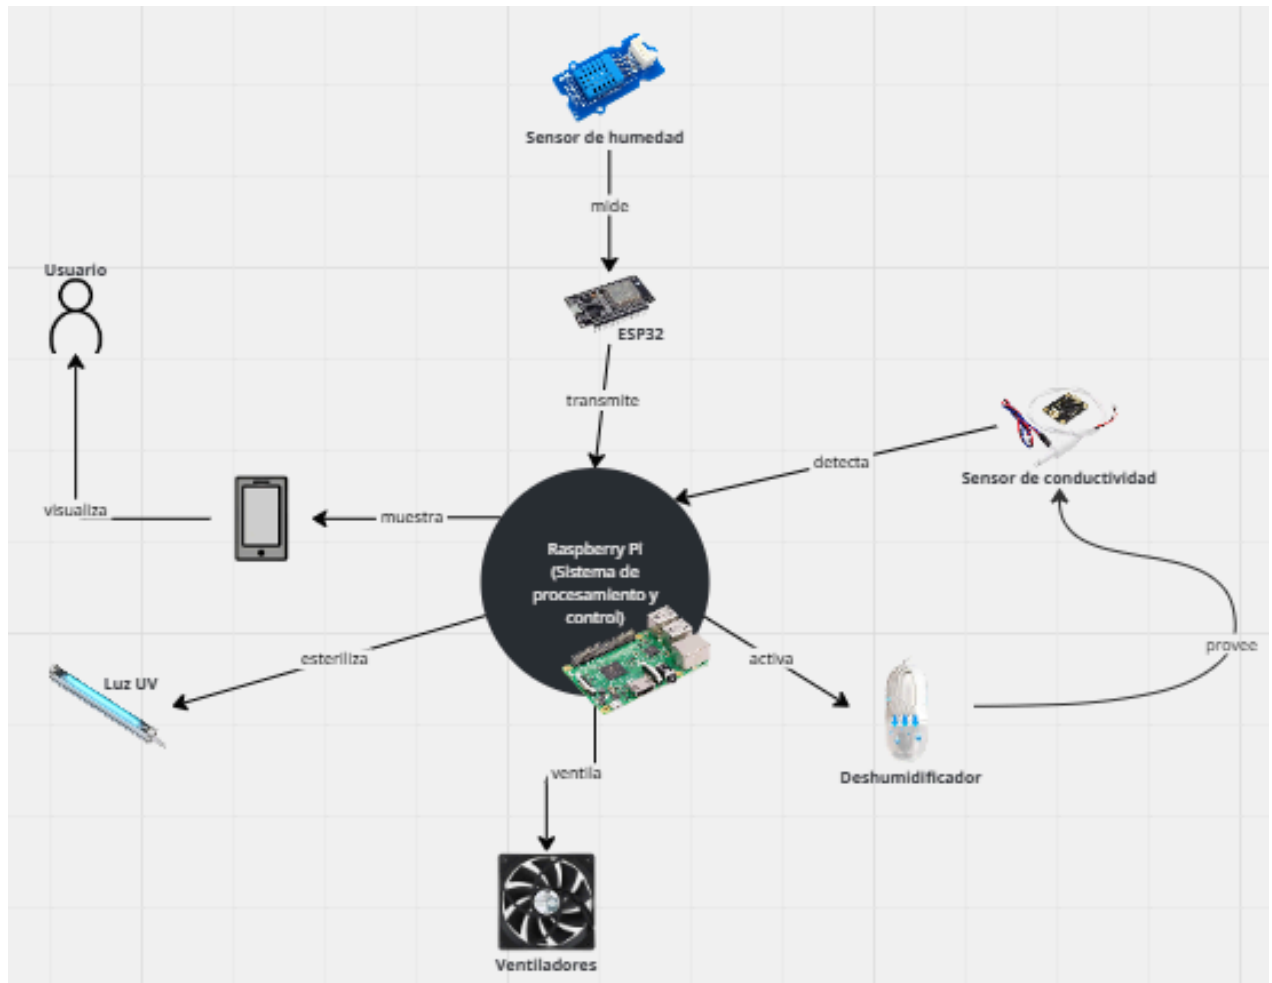 Sensor de humedad
mide
Usuario
ESP32
transmite
detecta
Sensor de conductividad
visualiza
muestra
Raspberry Pi
(Sistema de
procesamiento y
control)
provee
esteriliza
activa
Luz UV
ventila
Deshumidificador
Ventiladores